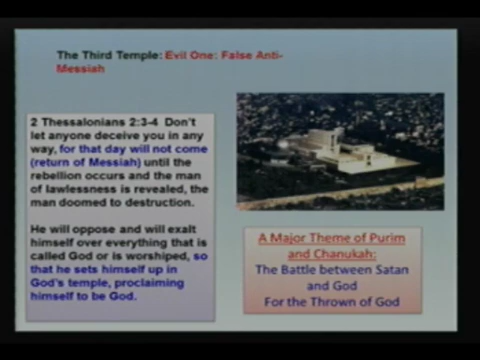 The Third Temple: Evil One: False Anti-
Messiah
2 Thessalonians 2:3-4 Don't
let anyone deceive you in any
way, for that day will not come
(return of Messiah) until the
rebellion occurs and the man
of lawlessness is revealed, the
man doomed to destruction.
He will oppose and will exalt
himself over everything that is
called God or is worshiped, so
that he sets himself up in
God's temple, proclaiming
himself to be God.
A Major Theme of Purim
and Chanukah:
The Battle between Satan
and God
For the Thrown of God